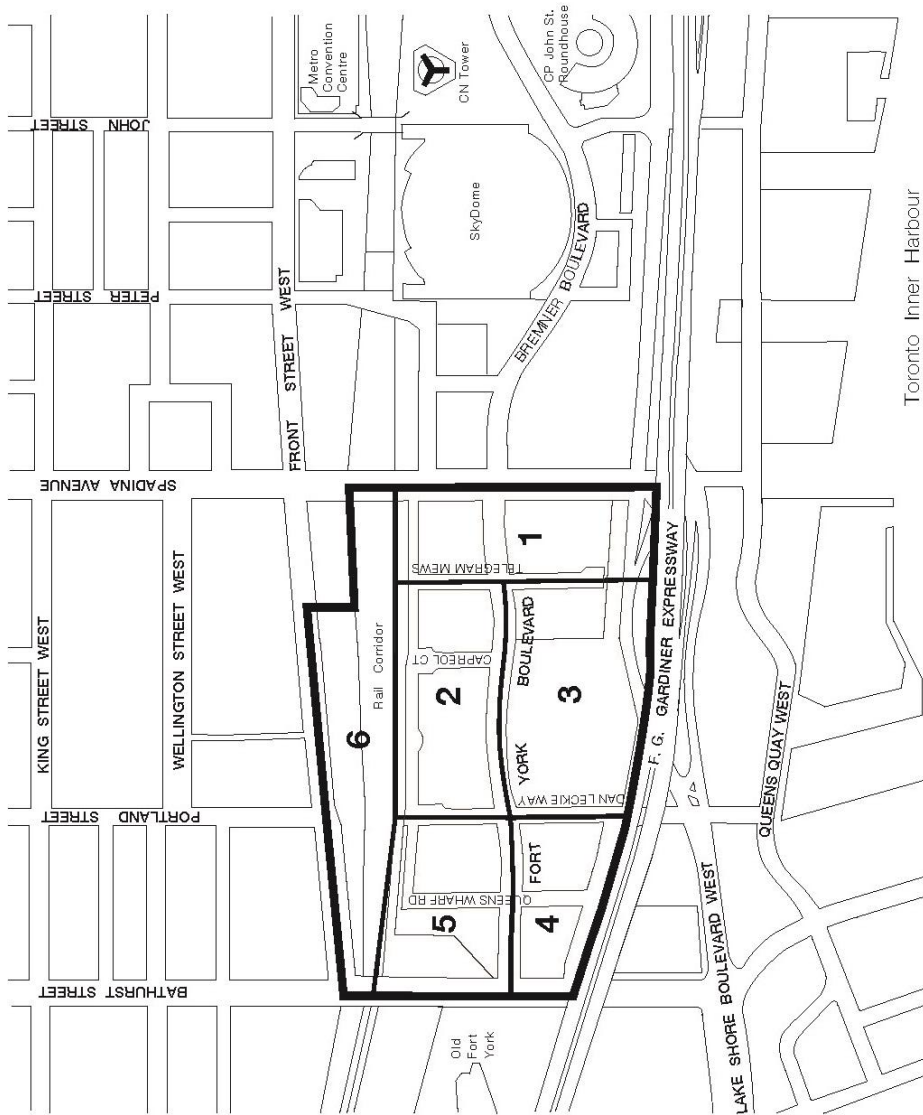 KING STREET WEST
WELLINGTON STREET WEST
FRONT STREET WEST
JOHN STREET
PETER STREET
SPADINA AVENUE
PORTLAND STREET
BATHURST STREET
Metro
Convention
Centre
CN Tower
CP John St.
Roundhouse
SkyDome
BREMNER BOULEVARD
Rail Corridor
6
2
1
3
5
4
TELEGRAM MEWS
CAPREOL CT
DAN LECKIE WAY
QUEENS WHARF RD
FORT YORK BOULEVARD
Old
Fort
York
F. G. GARDINER EXPRESSWAY
LAKE SHORE BOULEVARD WEST
QUEENS QUAY WEST
Toronto Inner Harbour